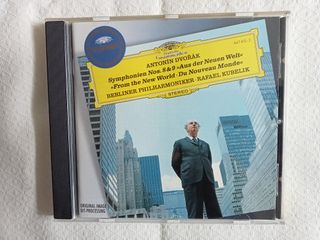 ANTONÍN DVOŘÁK
Symphonien Nos. 8 & 9 »Aus der Neuen Welt«
»From the New World · Du Nouveau Monde«
BERLINER PHILHARMONIKER · RAFAEL KUBELIK
STEREO
ORIGINAL-IMAGE
BIT-PROCESSING